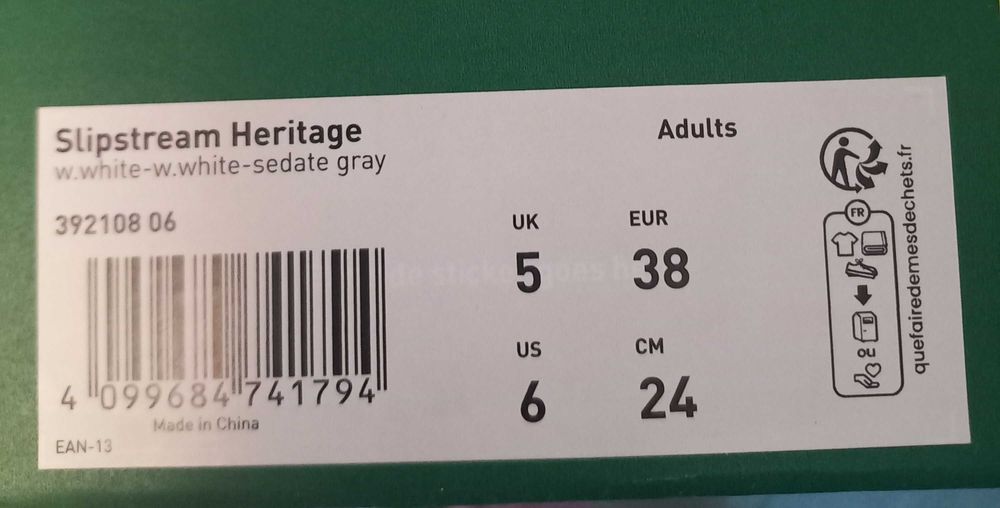 Slipstream Heritage
w.white-w.white-sedate gray
Adults
392108 06
UK
EUR
5
38
US
CM
6
24
4 099684 741794
Made in China
EAN-13
FR
quefairedemesdechets.fr